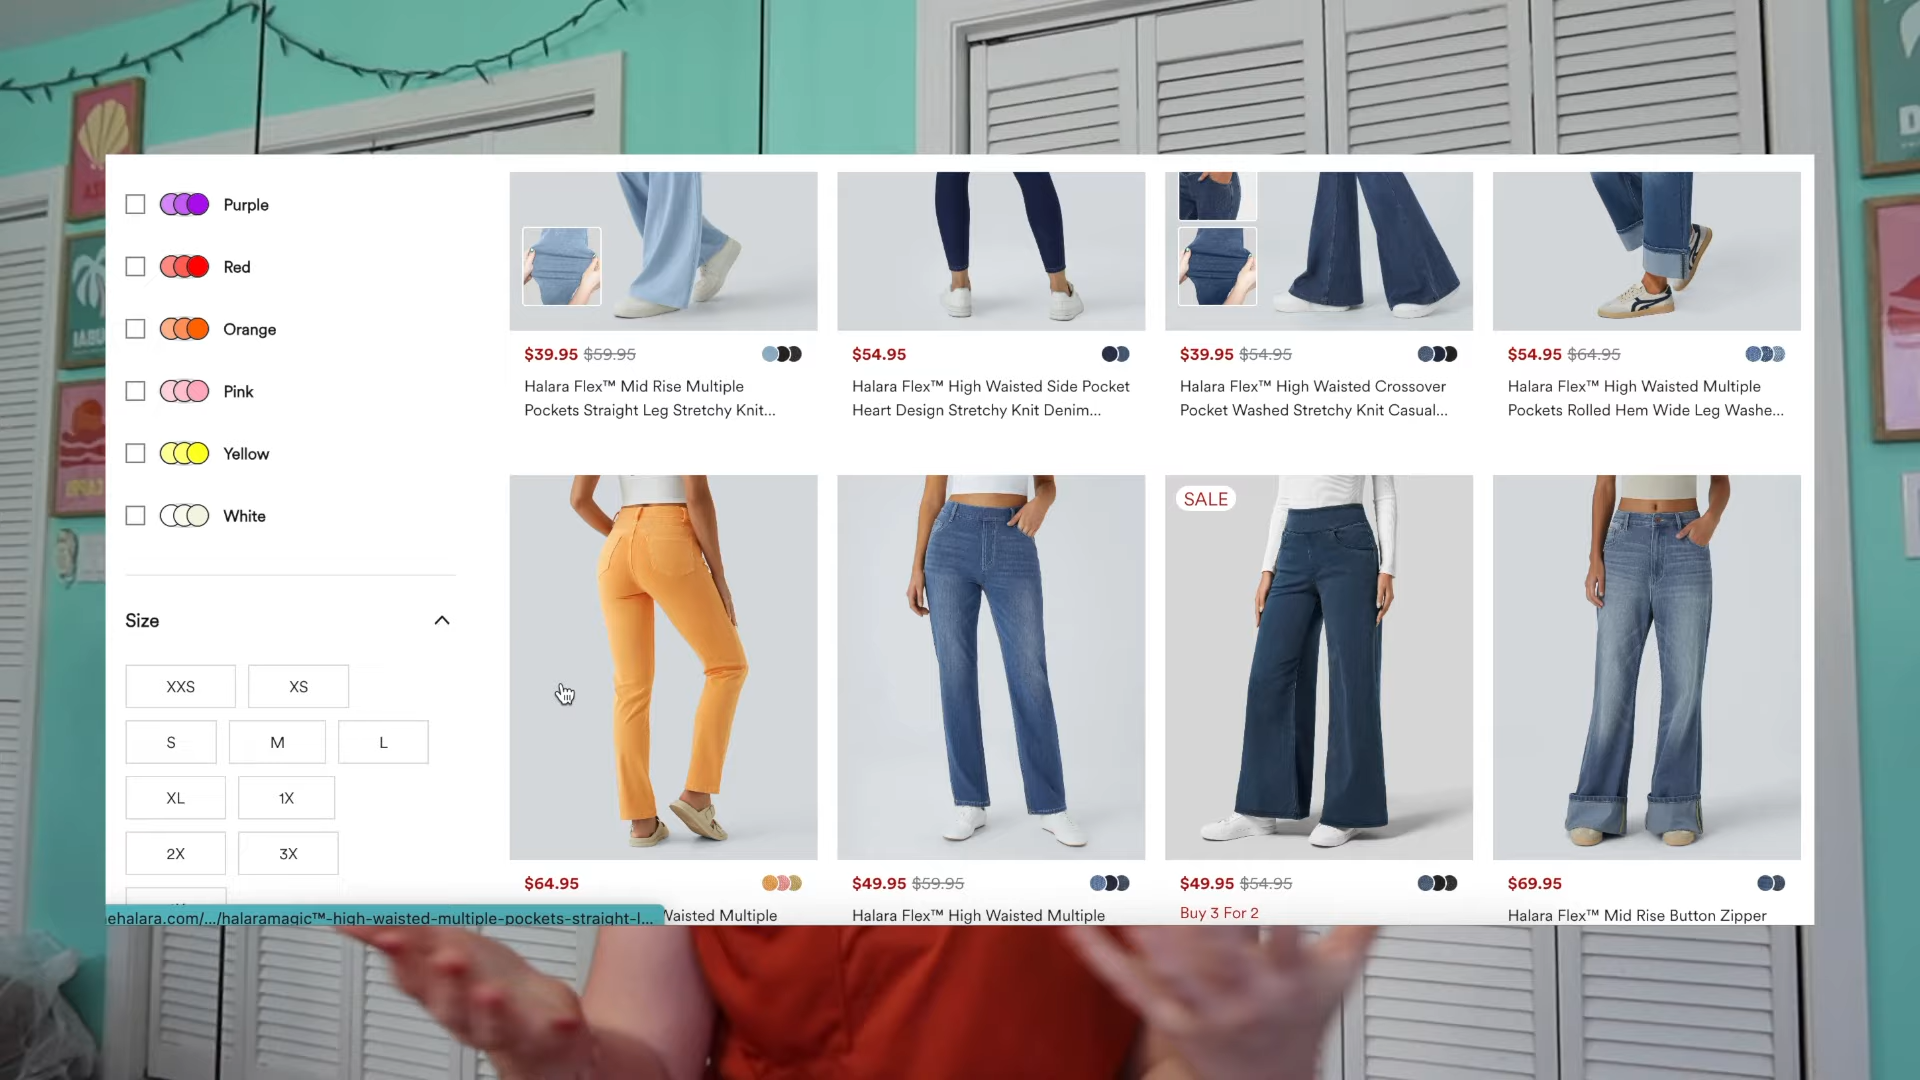 Purple
Red
Orange
Pink
Yellow
White
Size
XXS
XS
S
M
L
XL
1X
2X
3X
$39.95 $59.95
Halara Flex™ Mid Rise Multiple
Pockets Straight Leg Stretchy Knit...
$54.95
Halara Flex™ High Waisted Side Pocket
Heart Design Stretchy Knit Denim...
$39.95 $54.95
Halara Flex™ High Waisted Crossover
Pocket Washed Stretchy Knit Casual...
$54.95 $64.95
Halara Flex™ High Waisted Multiple
Pockets Rolled Hem Wide Leg Washe...
$64.95
Waisted Multiple
$49.95 $59.95
Halara Flex™ High Waisted Multiple
SALE
$49.95 $54.95
Buy 3 For 2
$69.95
Halara Flex™ Mid Rise Button Zipper
ehalara.com/.../halaramagic™-high-waisted-multiple-pockets-straight-l...